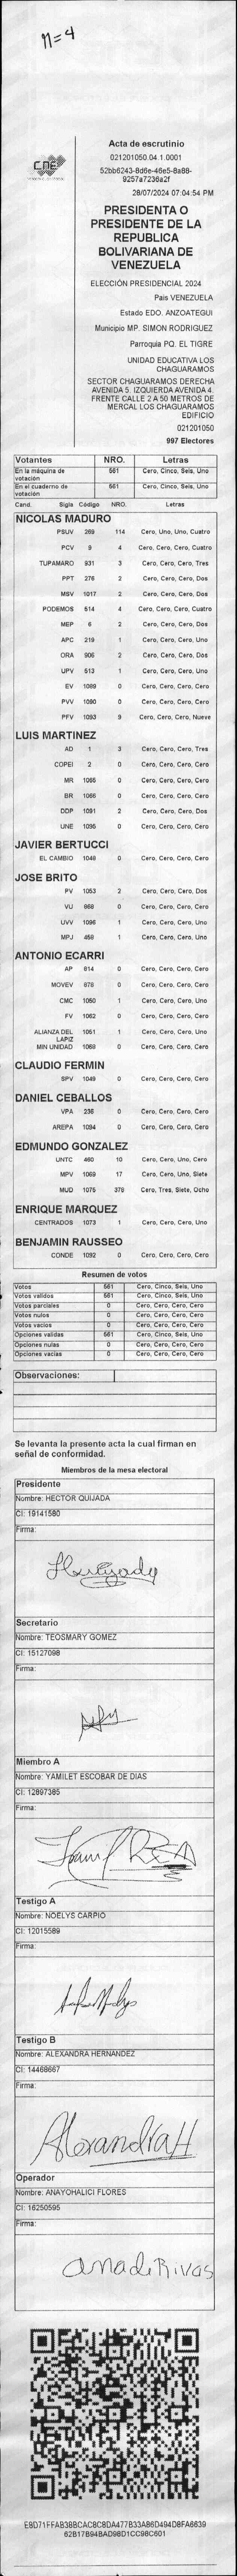 n=4
CNE
Acta de escrutinio
021201050.04.1.0001
52bb6243-8d6e-46e5-8a88-
9257a7236a2f
28/07/2024 07:04:54 PM
PRESIDENTA O
PRESIDENTE DE LA
REPUBLICA
BOLIVARIANA DE
VENEZUELA
ELECCIÓN PRESIDENCIAL 2024
Pais VENEZUELA
Estado EDO. ANZOATEGUI
Municipio MP. SIMON RODRIGUEZ
Parroquia PQ. EL TIGRE
UNIDAD EDUCATIVA LOS
CHAGUARAMOS
SECTOR CHAGUARAMOS DERECHA
AVENIDA 5. IZQUIERDA AVENIDA 4.
FRENTE CALLE 2 A 50 METROS DE
MERCAL LOS CHAGUARAMOS
EDIFICIO
021201050
997 Electores
Votantes NRO. Letras
En la máquina de votación 561 Cero, Cinco, Seis, Uno
En el cuaderno de votación 561 Cero, Cinco, Seis, Uno
Cand. Sigla Código NRO. Letras
NICOLAS MADURO
PSUV 269 114 Cero, Uno, Uno, Cuatro
PCV 9 4 Cero, Cero, Cero, Cuatro
TUPAMARO 931 3 Cero, Cero, Cero, Tres
PPT 276 2 Cero, Cero, Cero, Dos
MSV 1017 2 Cero, Cero, Cero, Dos
PODEMOS 514 4 Cero, Cero, Cero, Cuatro
MEP 6 2 Cero, Cero, Cero, Dos
APC 219 1 Cero, Cero, Cero, Uno
ORA 906 2 Cero, Cero, Cero, Dos
UPV 513 1 Cero, Cero, Cero, Uno
EV 1089 0 Cero, Cero, Cero, Cero
PVV 1090 0 Cero, Cero, Cero, Cero
PFV 1093 9 Cero, Cero, Cero, Nueve
LUIS MARTINEZ
AD 1 3 Cero, Cero, Cero, Tres
COPEI 2 0 Cero, Cero, Cero, Cero
MR 1065 0 Cero, Cero, Cero, Cero
BR 1066 0 Cero, Cero, Cero, Cero
DDP 1091 2 Cero, Cero, Cero, Dos
UNE 1095 0 Cero, Cero, Cero, Cero
JAVIER BERTUCCI
EL CAMBIO 1048 0 Cero, Cero, Cero, Cero
JOSE BRITO
PV 1053 2 Cero, Cero, Cero, Dos
VU 868 0 Cero, Cero, Cero, Cero
UVV 1096 1 Cero, Cero, Cero, Uno
MPJ 459 1 Cero, Cero, Cero, Uno
ANTONIO ECARRI
AP 814 0 Cero, Cero, Cero, Cero
MOVEV 878 0 Cero, Cero, Cero, Cero
CMC 1050 1 Cero, Cero, Cero, Uno
FV 1062 0 Cero, Cero, Cero, Cero
ALIANZA DEL LAPIZ 1051 1 Cero, Cero, Cero, Uno
MIN UNIDAD 1068 0 Cero, Cero, Cero, Cero
CLAUDIO FERMIN
SPV 1049 0 Cero, Cero, Cero, Cero
DANIEL CEBALLOS
VPA 236 0 Cero, Cero, Cero, Cero
AREPA 1094 0 Cero, Cero, Cero, Cero
EDMUNDO GONZALEZ
UNTC 460 10 Cero, Cero, Uno, Cero
MPV 1069 17 Cero, Cero, Uno, Siete
MUD 1075 378 Cero, Tres, Siete, Ocho
ENRIQUE MARQUEZ
CENTRADOS 1073 1 Cero, Cero, Cero, Uno
BENJAMIN RAUSSEO
CONDE 1092 0 Cero, Cero, Cero, Cero
Resumen de votos
Votos 561 Cero, Cinco, Seis, Uno
Votos validos 561 Cero, Cinco, Seis, Uno
Votos parciales 0 Cero, Cero, Cero, Cero
Votos nulos 0 Cero, Cero, Cero, Cero
Votos vacios 0 Cero, Cero, Cero, Cero
Opciones validas 561 Cero, Cinco, Seis, Uno
Opciones nulas 0 Cero, Cero, Cero, Cero
Opciones vacias 0 Cero, Cero, Cero, Cero
Observaciones:
Se levanta la presente acta la cual firman en
señal de conformidad.
Miembros de la mesa electoral
Presidente
Nombre: HECTOR QUIJADA
CI: 19141580
Firma:
Secretario
Nombre: TEOSMARY GOMEZ
CI: 15127098
Firma:
Miembro A
Nombre: YAMILET ESCOBAR DE DIAS
CI: 12897385
Firma:
Testigo A
Nombre: NOELYS CARPIO
CI: 12015589
Firma:
Testigo B
Nombre: ALEXANDRA HERNANDEZ
CI: 14468667
Firma:
Alexandra H
Operador
Nombre: ANAYOHALICI FLORES
CI: 16250595
Firma:
ana de Rivas
E8D71FFAB38BCAC8C8DA477B33A86D494D8FA6639
62B17B94BAD98D1CC98C601